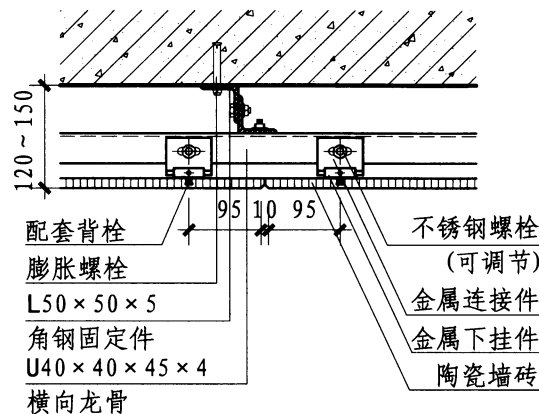 120~150
95 10 95
配套背栓
膨胀螺栓
L50×50×5
角钢固定件
U40×40×45×4
横向龙骨
不锈钢螺栓
(可调节)
金属连接件
金属下挂件
陶瓷墙砖